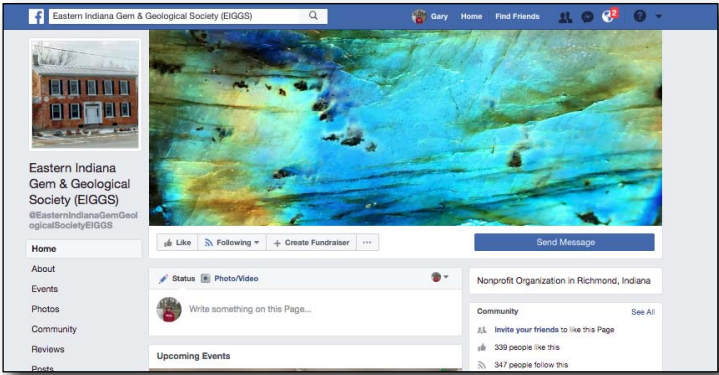 Eastern Indiana Gem & Geological Society (EIGGS)
Gary
Home
Find Friends
2
Eastern Indiana
Gem & Geological
Society (EIGGS)
@EasternIndianaGemGeol
ogicalSocietyEIGGS
Home
About
Events
Photos
Community
Reviews
Posts
Like
Following
+ Create Fundraiser
Send Message
Status
Photo/Video
Write something on this Page...
Upcoming Events
Nonprofit Organization in Richmond, Indiana
Community
See All
Invite your friends to like this Page
339 people like this
347 people follow this